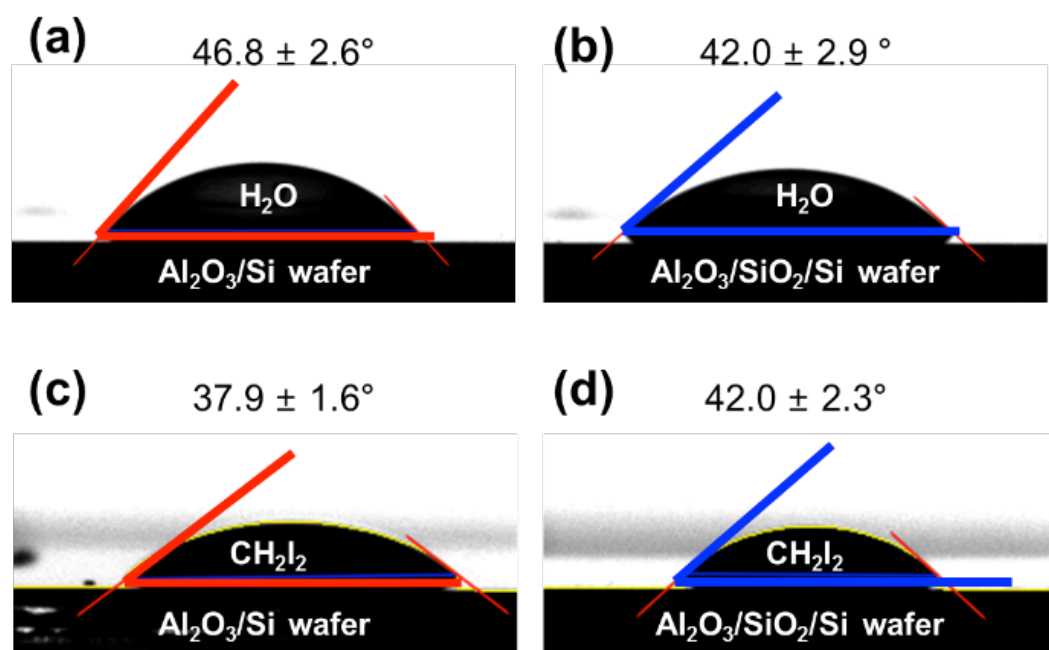 (a)
46.8 ± 2.6°
H₂O
Al₂O₃/Si wafer
(b)
42.0 ± 2.9 °
H₂O
Al₂O₃/SiO₂/Si wafer
(c)
37.9 ± 1.6°
CH₂I₂
Al₂O₃/Si wafer
(d)
42.0 ± 2.3°
CH₂I₂
Al₂O₃/SiO₂/Si wafer